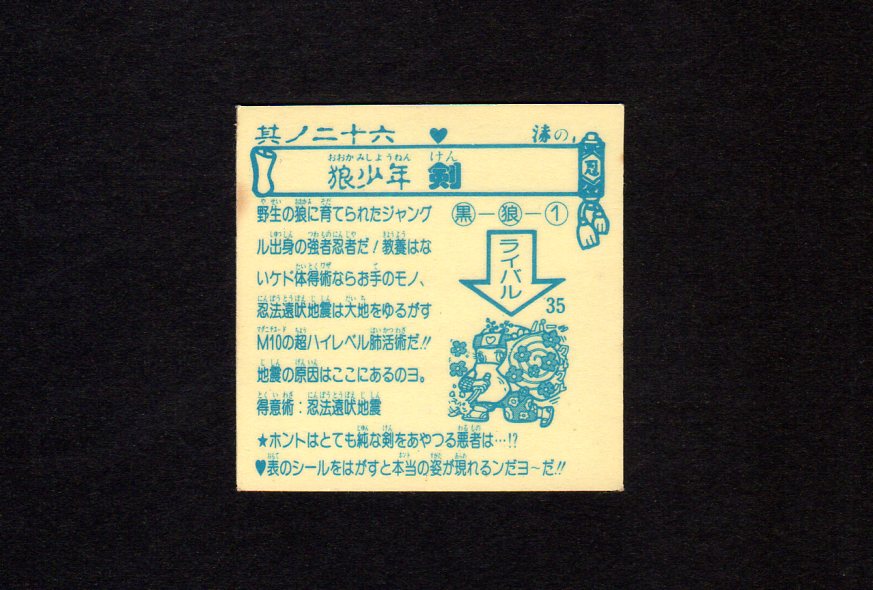 其ノ二十六 ♥ 湊の
おおかみしょうねん けん
狼少年 剣
野生の狼に育てられたジャング
ル出身の強者忍者だ！教養はな
いケド体得術ならお手のモノ、
忍法遠吠地震は大地をゆるがす
M10の超ハイレベル肺活術だ!!
地震の原因はここにあるのヨ。
得意術：忍法遠吠地震
★ホントはとても純な剣をあやつる悪者は…!?
♥表のシールをはがすと本当の姿が現れるンだヨ〜だ!!
黒－狼－1
ライバル
35
忍